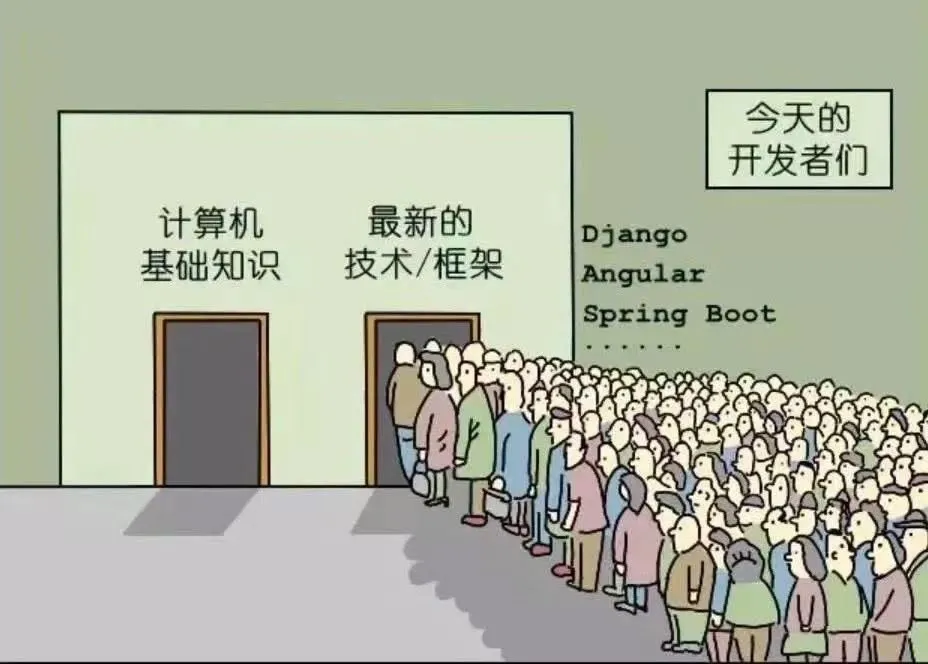 今天的
开发者们
计算机
基础知识
最新的
技术/框架
Django
Angular
Spring Boot
······